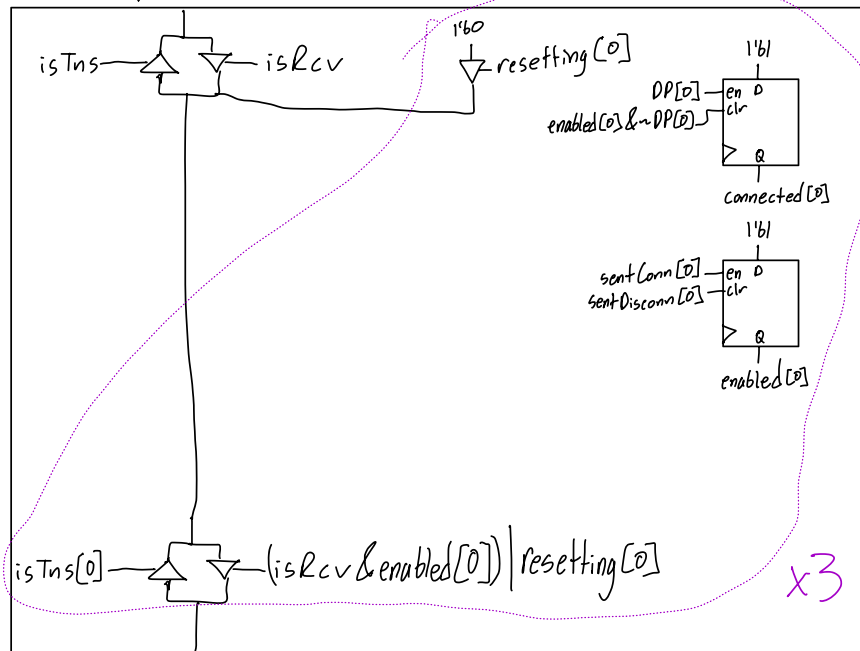 1'b0
isTns
isRcv
resetting[0]
1'b1
DP[0]
en D
enabled[0]&~DP[0]
clr
Q
connected[0]
1'b1
sentConn[0]
en D
sentDisconn[0]
clr
Q
enabled[0]
isTns[0]
(isRcv & enabled[0]) | resetting[0]
x3